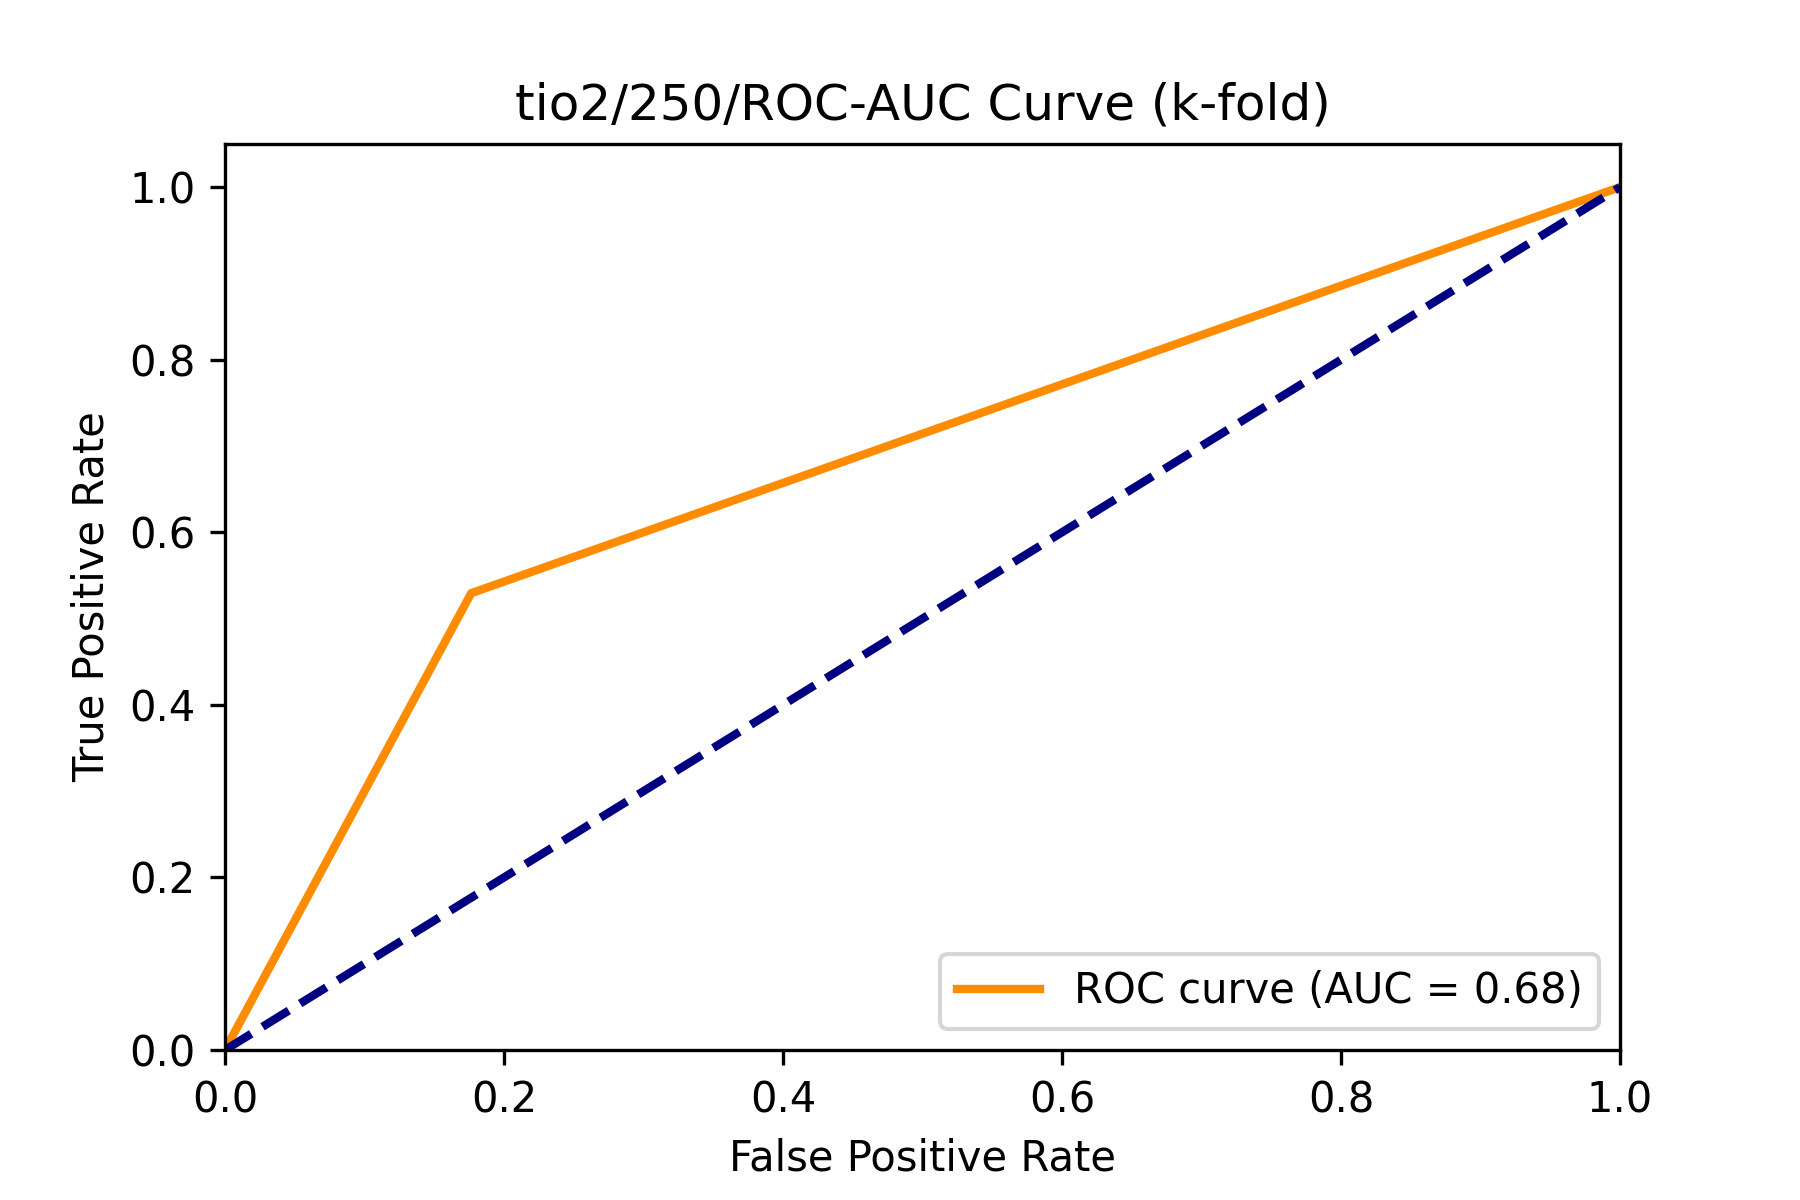 tio2/250/ROC-AUC Curve (k-fold)
True Positive Rate
1.0
0.8
0.6
0.4
0.2
0.0
0.0 0.2 0.4 0.6 0.8 1.0
False Positive Rate
ROC curve (AUC = 0.68)